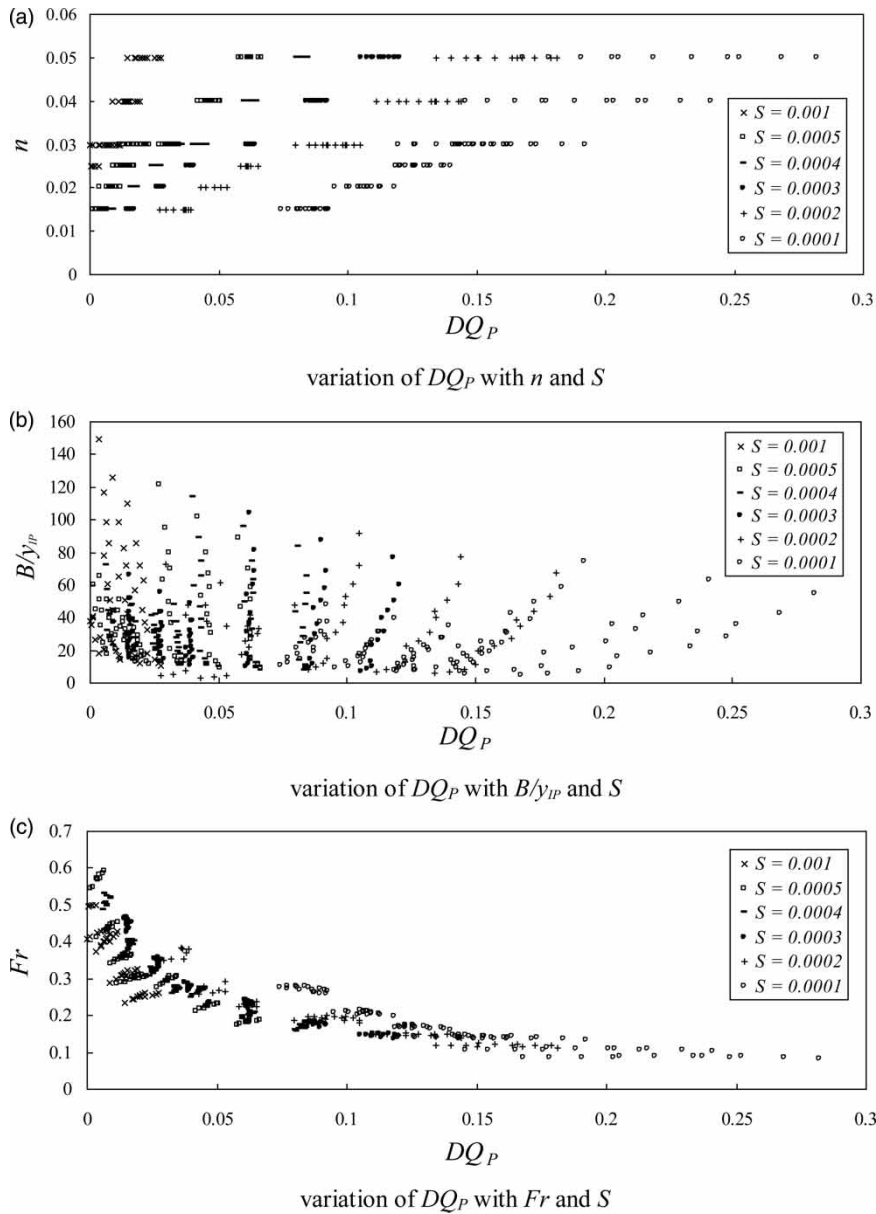 (a)
0.06
0.05
0.04
0.03
0.02
0.01
0
n
S = 0.001
S = 0.0005
S = 0.0004
S = 0.0003
S = 0.0002
S = 0.0001
0 0.05 0.1 0.15 0.2 0.25 0.3
DQP
variation of DQP with n and S
(b)
160
140
120
100
80
60
40
20
0
B/yIP
S = 0.001
S = 0.0005
S = 0.0004
S = 0.0003
S = 0.0002
S = 0.0001
0 0.05 0.1 0.15 0.2 0.25 0.3
DQP
variation of DQP with B/yIP and S
(c)
0.7
0.6
0.5
0.4
0.3
0.2
0.1
0
Fr
S = 0.001
S = 0.0005
S = 0.0004
S = 0.0003
S = 0.0002
S = 0.0001
0 0.05 0.1 0.15 0.2 0.25 0.3
DQP
variation of DQP with Fr and S